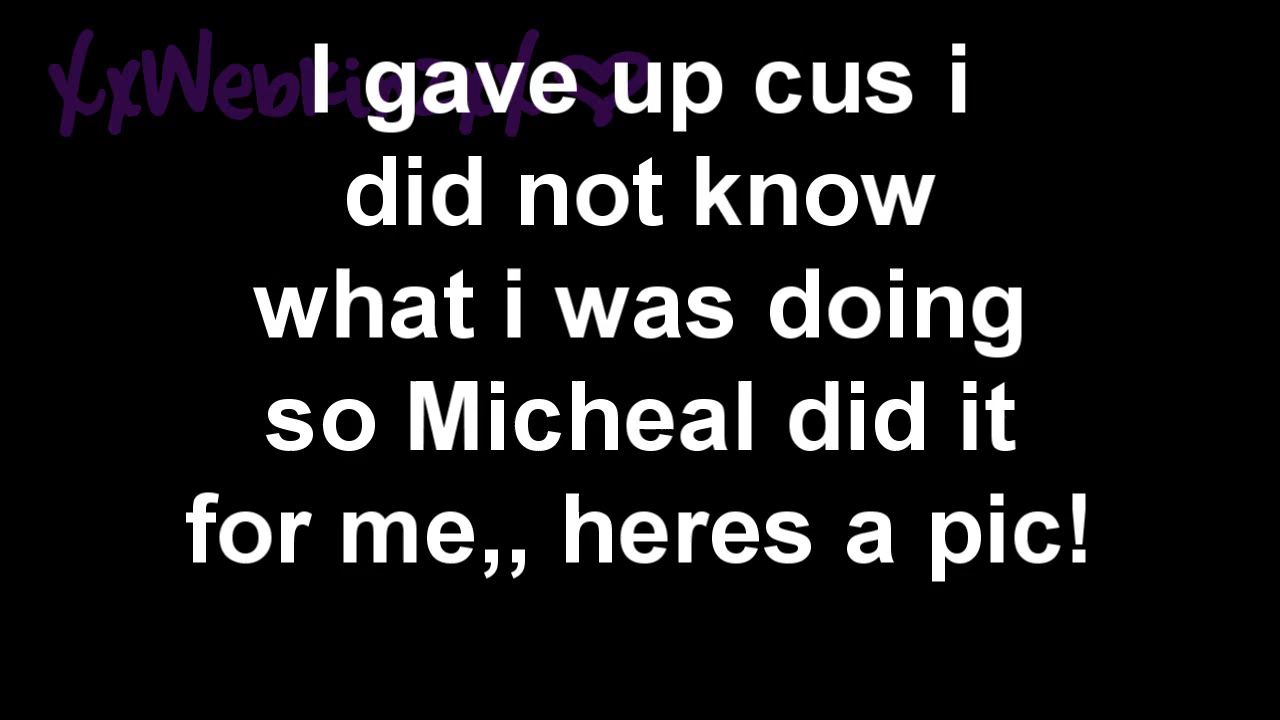 I gave up cus i
did not know
what i was doing
so Micheal did it
for me,, heres a pic!